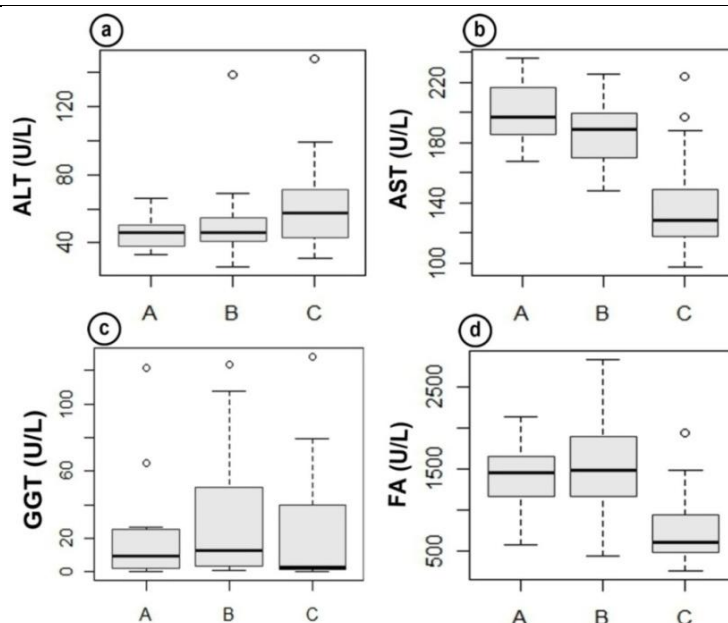 a
ALT (U/L)
120
80
40
A B C
b
AST (U/L)
220
180
140
100
A B C
c
GGT (U/L)
100
60
20
0
A B C
d
FA (U/L)
2500
1500
500
A B C